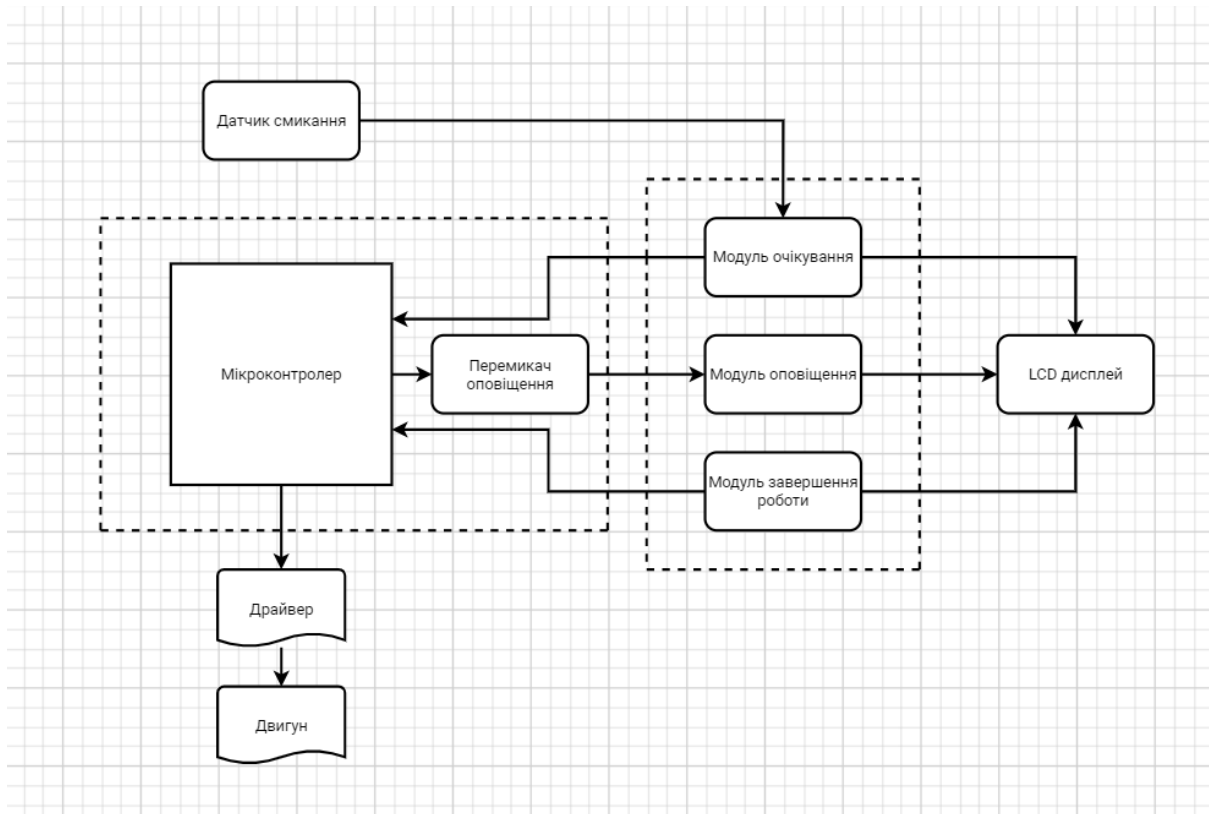 Датчик смикання
Модуль очікування
Мікроконтролер
Перемикач
оповіщення
Модуль оповіщення
LCD дисплей
Модуль завершення
роботи
Драйвер
Двигун